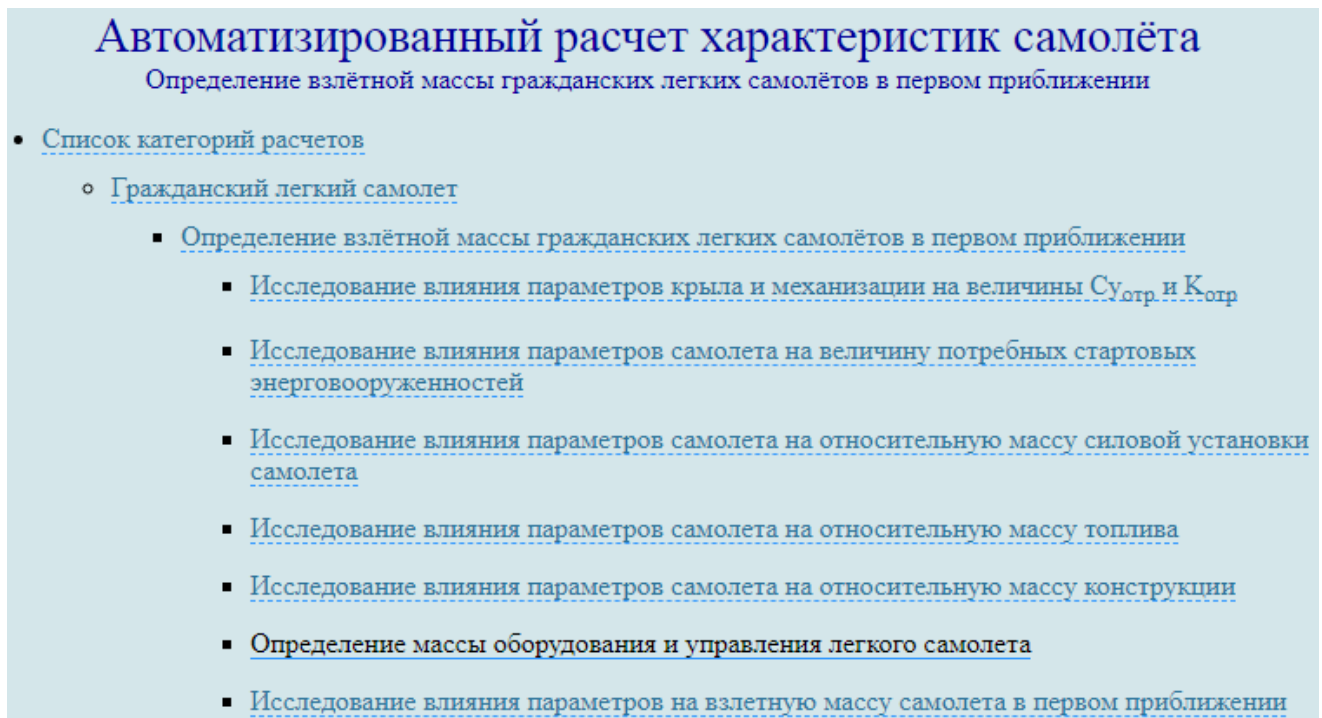 Автоматизированный расчет характеристик самолёта
Определение взлётной массы гражданских легких самолётов в первом приближении
Список категорий расчетов
Гражданский легкий самолет
Определение взлётной массы гражданских легких самолётов в первом приближении
Исследование влияния параметров крыла и механизации на величины Cyотр и Kотр
Исследование влияния параметров самолета на величину потребных стартовых
энерговооруженностей
Исследование влияния параметров самолета на относительную массу силовой установки
самолета
Исследование влияния параметров самолета на относительную массу топлива
Исследование влияния параметров самолета на относительную массу конструкции
Определение массы оборудования и управления легкого самолета
Исследование влияния параметров на взлетную массу самолета в первом приближении